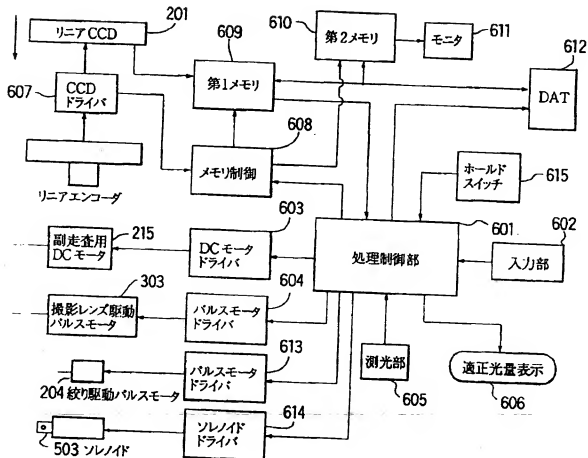 リニアCCD
201
607
CCD
ドライバ
リニアエンコーダ
609
第1メモリ
610
第2メモリ
モニタ
611
612
DAT
608
メモリ制御
ホールド
スイッチ
615
副走査用
DCモータ
215
603
DCモータ
ドライバ
601
処理制御部
602
入力部
303
撮影レンズ駆動
パルスモータ
604
パルスモータ
ドライバ
613
パルスモータ
ドライバ
204 絞り駆動パルスモータ
測光部
605
適正光量表示
606
614
ソレノイド
ドライバ
503 ソレノイド